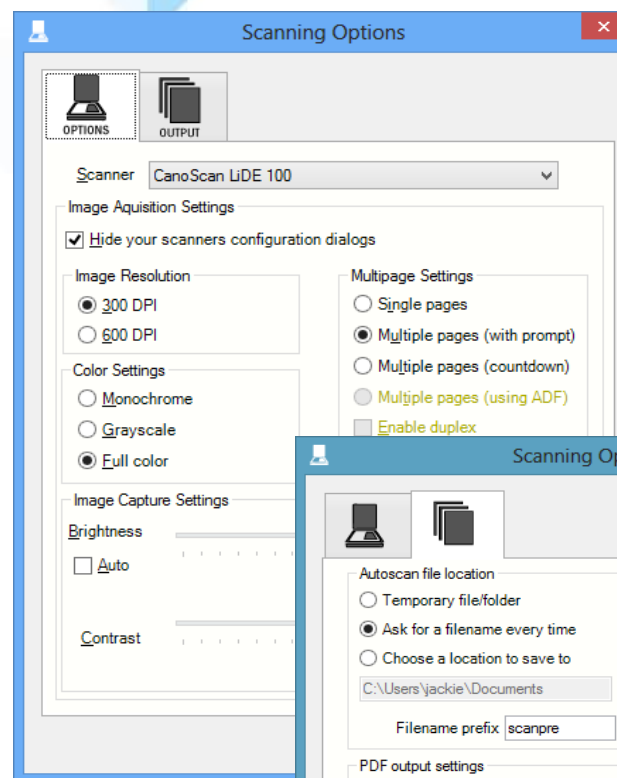 Scanning Options
OPTIONS
OUTPUT
Scanner CanoScan LiDE 100
Image Aquisition Settings
Hide your scanners configuration dialogs
Image Resolution
300 DPI
600 DPI
Color Settings
Monochrome
Grayscale
Full color
Multipage Settings
Single pages
Multiple pages (with prompt)
Multiple pages (countdown)
Multiple pages (using ADF)
Enable duplex
Image Capture Settings
Brightness
Auto
Contrast
Scanning Op
Autoscan file location
Temporary file/folder
Ask for a filename every time
Choose a location to save to
C:\Users\jackie\Documents
Filename prefix scanpre
PDF output settings